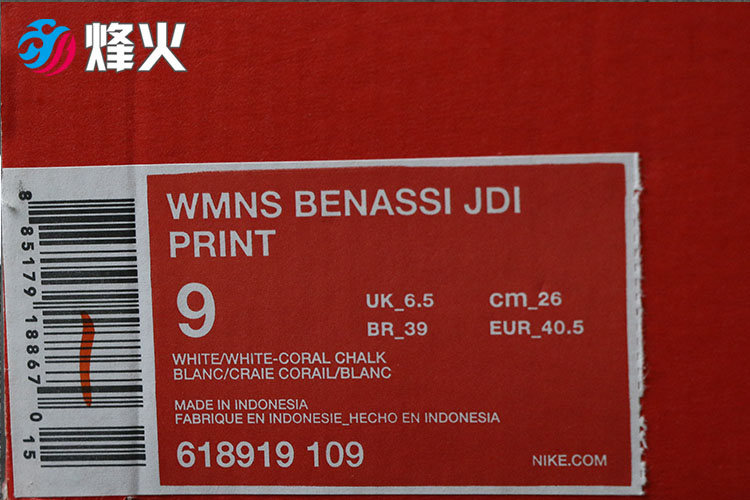 烽火
WMNS BENASSI JDI
PRINT
9
UK_6.5
cm_26
BR_39
EUR_40.5
WHITE/WHITE-CORAL CHALK
BLANC/CRAIE CORAIL/BLANC
MADE IN INDONESIA
FABRIQUE EN INDONESIE_HECHO EN INDONESIA
618919 109
NIKE.COM
8 85179 18867 0 15